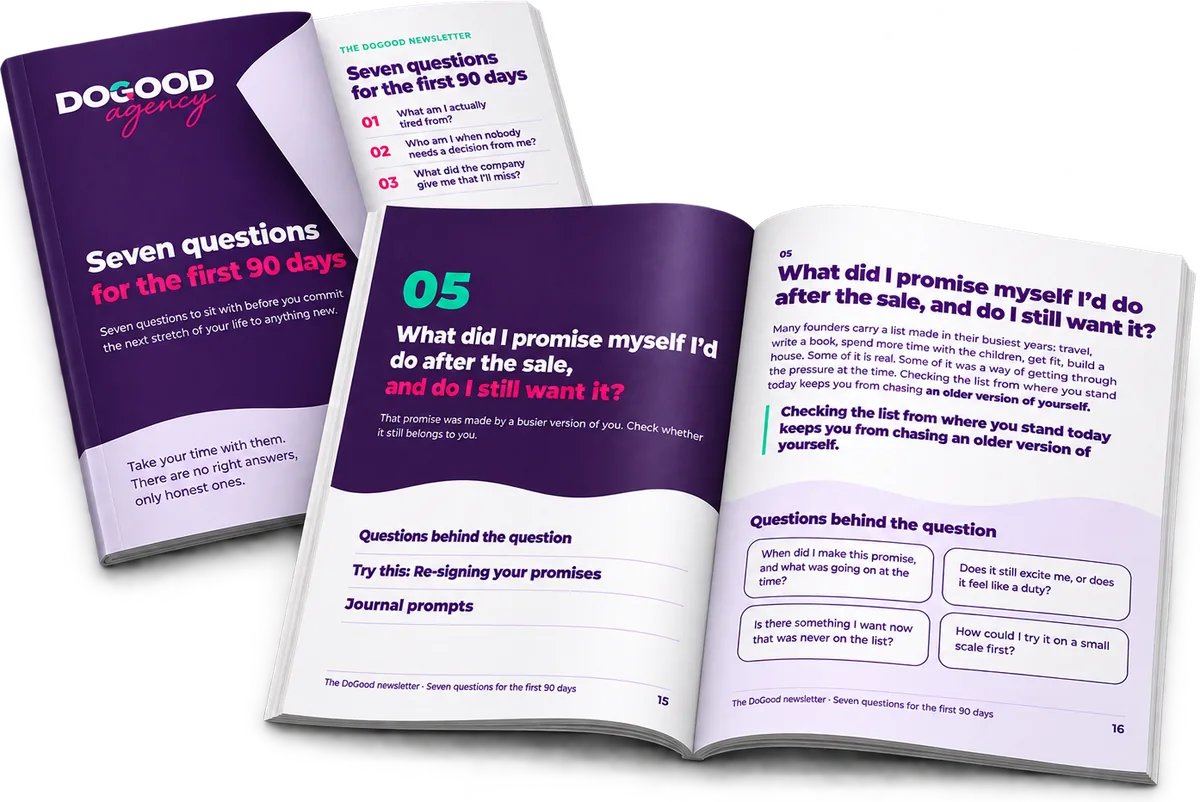 DOGOOD
agency
Seven questions
for the first 90 days
Seven questions to sit with before you commit
the next stretch of your life to anything new.
Take your time with them.
There are no right answers,
only honest ones.
THE DOGOOD NEWSLETTER
Seven questions
for the first 90 days
01
What am I actually
tired from?
02
Who am I when nobody
needs a decision from me?
03
What did the company
give me that I'll miss?
05
What did I promise myself I'd
do after the sale,
and do I still want it?
That promise was made by a busier version of you. Check whether
it still belongs to you.
Questions behind the question
Try this: Re-signing your promises
Journal prompts
The DoGood newsletter · Seven questions for the first 90 days
15
05
What did I promise myself I'd do
after the sale, and do I still want it?
Many founders carry a list made in their busiest years: travel,
write a book, spend more time with the children, get fit, build a
house. Some of it is real. Some of it was a way of getting through
the pressure at the time. Checking the list from where you stand
today keeps you from chasing an older version of yourself.
Checking the list from where you stand today
keeps you from chasing an older version of
yourself.
Questions behind the question
When did I make this promise,
and what was going on at the
time?
Does it still excite me, or does
it feel like a duty?
Is there something I want now
that was never on the list?
How could I try it on a small
scale first?
The DoGood newsletter · Seven questions for the first 90 days
16